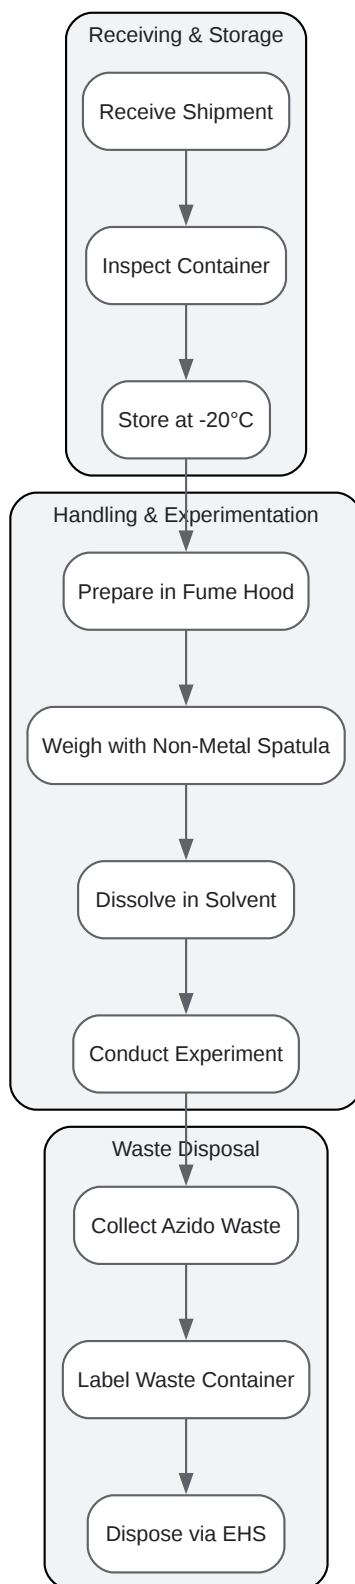 Receiving & Storage
Receive Shipment
Inspect Container
Store at -20°C
Handling & Experimentation
Prepare in Fume Hood
Weigh with Non-Metal Spatula
Dissolve in Solvent
Conduct Experiment
Waste Disposal
Collect Azido Waste
Label Waste Container
Dispose via EHS